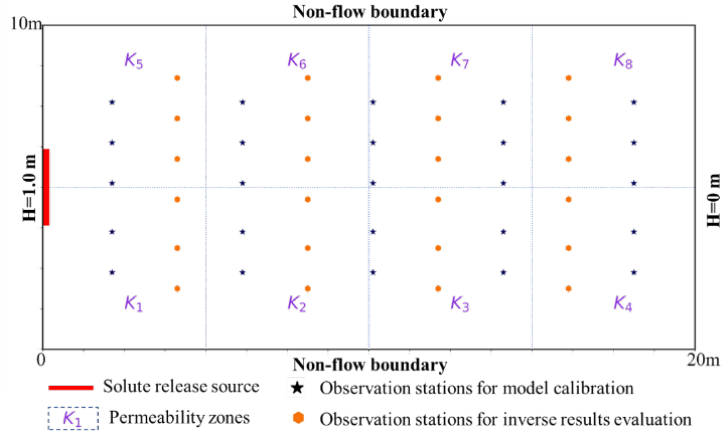 Non-flow boundary
10m
K5 K6 K7 K8
H=1.0 m
H=0 m
K1 K2 K3 K4
0 20m
Non-flow boundary
Solute release source ★ Observation stations for model calibration
K1 Permeability zones Observation stations for inverse results evaluation